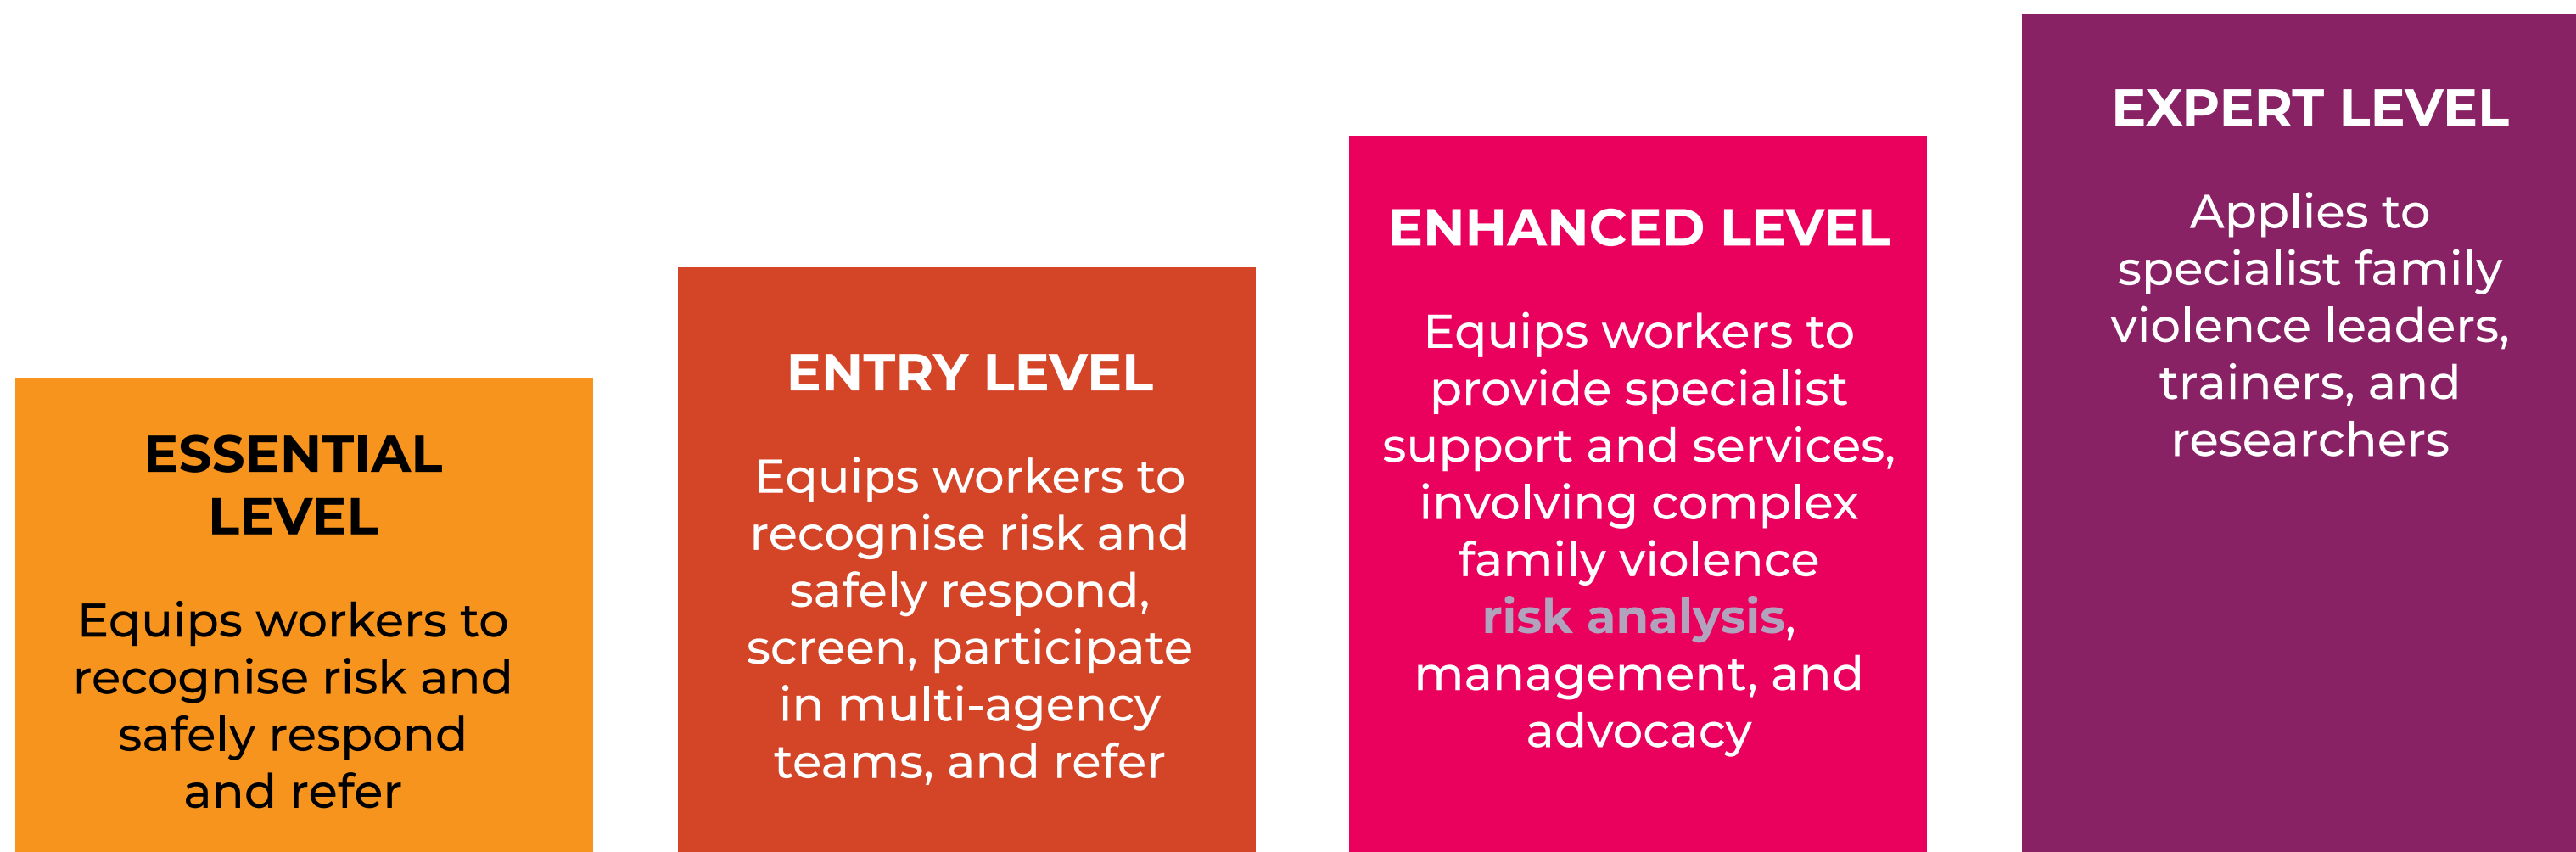 ESSENTIAL
LEVEL
Equips workers to
recognise risk and
safely respond
and refer
ENTRY LEVEL
Equips workers to
recognise risk and
safely respond,
screen, participate
in multi-agency
teams, and refer
ENHANCED LEVEL
Equips workers to
provide specialist
support and services,
involving complex
family violence
risk analysis,
management, and
advocacy
EXPERT LEVEL
Applies to
specialist family
violence leaders,
trainers, and
researchers